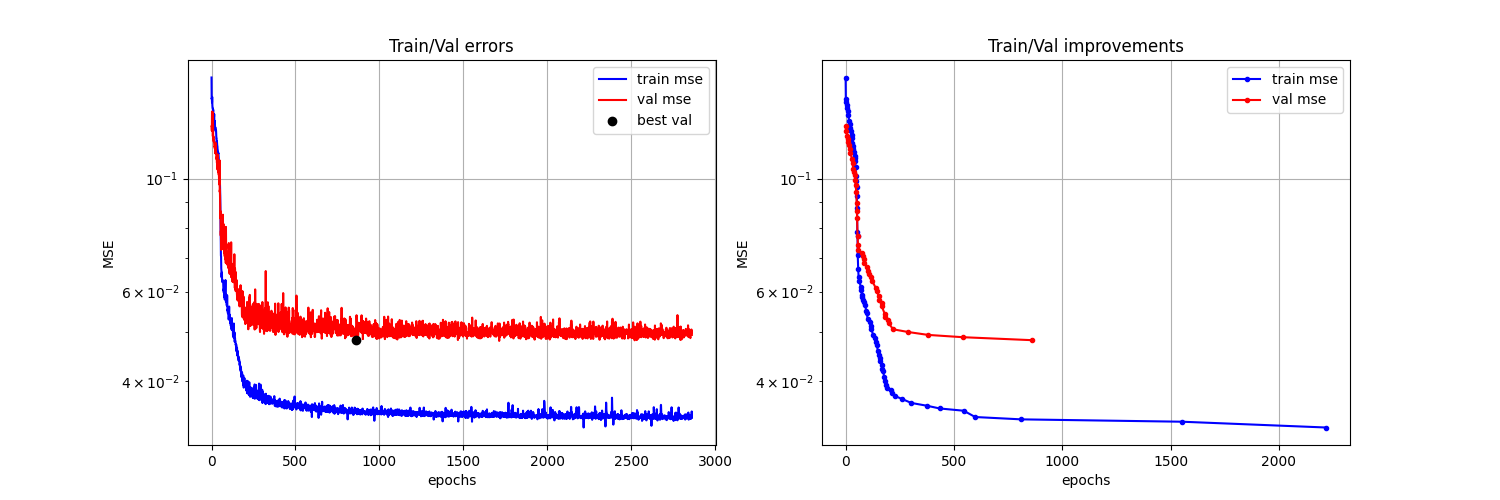 Train/Val errors
train mse
val mse
best val
MSE
10⁻¹
6 × 10⁻²
4 × 10⁻²
0 500 1000 1500 2000 2500 3000
epochs
Train/Val improvements
train mse
val mse
MSE
10⁻¹
6 × 10⁻²
4 × 10⁻²
0 500 1000 1500 2000
epochs